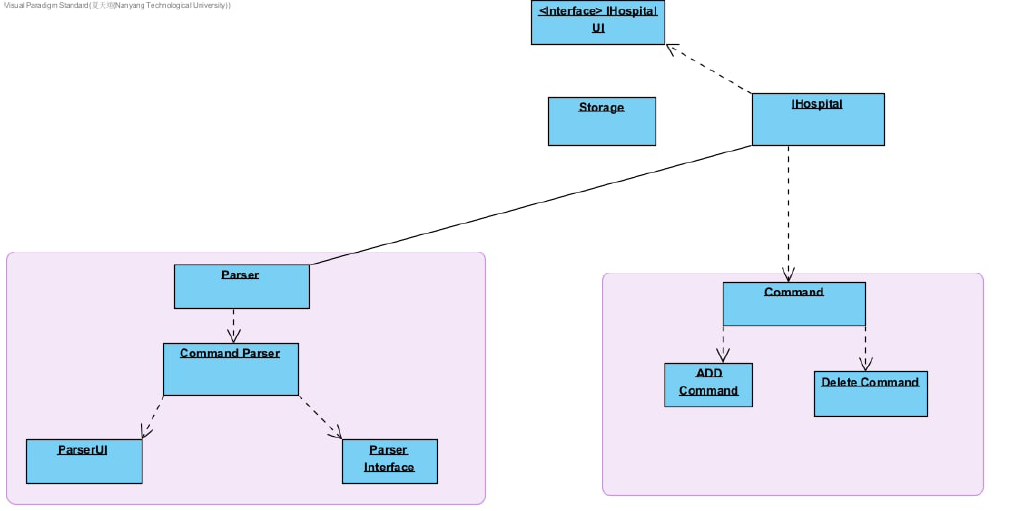 Visual Paradigm Standard(夏天翊(Nanyang Technological University))
<Interface> IHospital
UI
Storage
IHospital
Parser
Command
Command Parser
ADD
Command
Delete Command
ParserUI
Parser
Interface